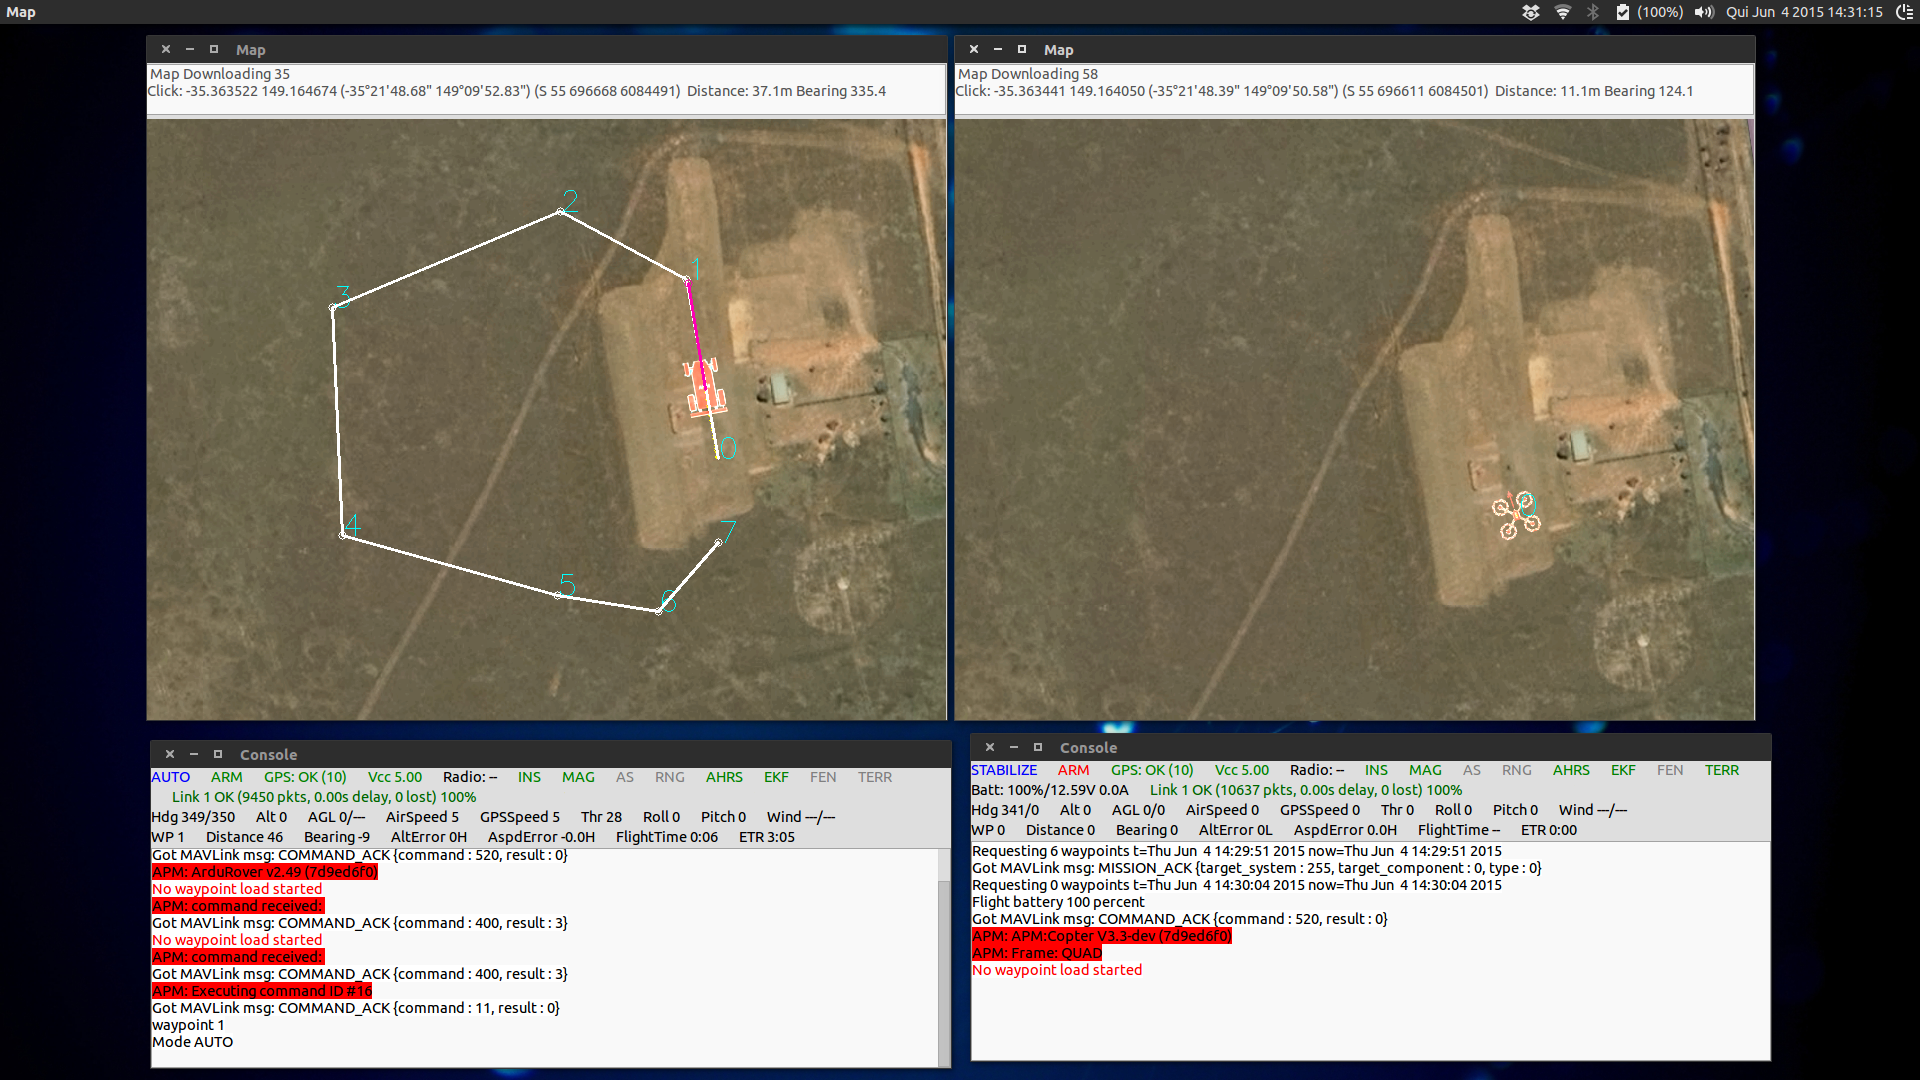 Map
(100%) Qui Jun 4 2015 14:31:15
Map
Map Downloading 35
Click: -35.363522 149.164674 (-35°21'48.68" 149°09'52.83") (S 55 696668 6084491) Distance: 37.1m Bearing 335.4
2
1
3
0
4
7
5
6
Map
Map Downloading 58
Click: -35.363441 149.164050 (-35°21'48.39" 149°09'50.58") (S 55 696611 6084501) Distance: 11.1m Bearing 124.1
Console
AUTO ARM GPS: OK (10) Vcc 5.00 Radio: -- INS MAG AS RNG AHRS EKF FEN TERR
Link 1 OK (9450 pkts, 0.00s delay, 0 lost) 100%
Hdg 349/350 Alt 0 AGL 0/--- AirSpeed 5 GPSSpeed 5 Thr 28 Roll 0 Pitch 0 Wind ---/---
WP 1 Distance 46 Bearing -9 AltError 0H AspdError -0.0H FlightTime 0:06 ETR 3:05
Got MAVLink msg: COMMAND_ACK {command : 520, result : 0}
APM: ArduRover v2.49 (7d9ed6f0)
No waypoint load started
APM: command received:
Got MAVLink msg: COMMAND_ACK {command : 400, result : 3}
No waypoint load started
APM: command received:
Got MAVLink msg: COMMAND_ACK {command : 400, result : 3}
APM: Executing command ID #16
Got MAVLink msg: COMMAND_ACK {command : 11, result : 0}
waypoint 1
Mode AUTO
Console
STABILIZE ARM GPS: OK (10) Vcc 5.00 Radio: -- INS MAG AS RNG AHRS EKF FEN TERR
Batt: 100%/12.59V 0.0A Link 1 OK (10637 pkts, 0.00s delay, 0 lost) 100%
Hdg 341/0 Alt 0 AGL 0/0 AirSpeed 0 GPSSpeed 0 Thr 0 Roll 0 Pitch 0 Wind ---/---
WP 0 Distance 0 Bearing 0 AltError 0L AspdError 0.0H FlightTime -- ETR 0:00
Requesting 6 waypoints t=Thu Jun 4 14:29:51 2015 now=Thu Jun 4 14:29:51 2015
Got MAVLink msg: MISSION_ACK {target_system : 255, target_component : 0, type : 0}
Requesting 0 waypoints t=Thu Jun 4 14:30:04 2015 now=Thu Jun 4 14:30:04 2015
Flight battery 100 percent
Got MAVLink msg: COMMAND_ACK {command : 520, result : 0}
APM: APM:Copter V3.3-dev (7d9ed6f0)
APM: Frame: QUAD
No waypoint load started